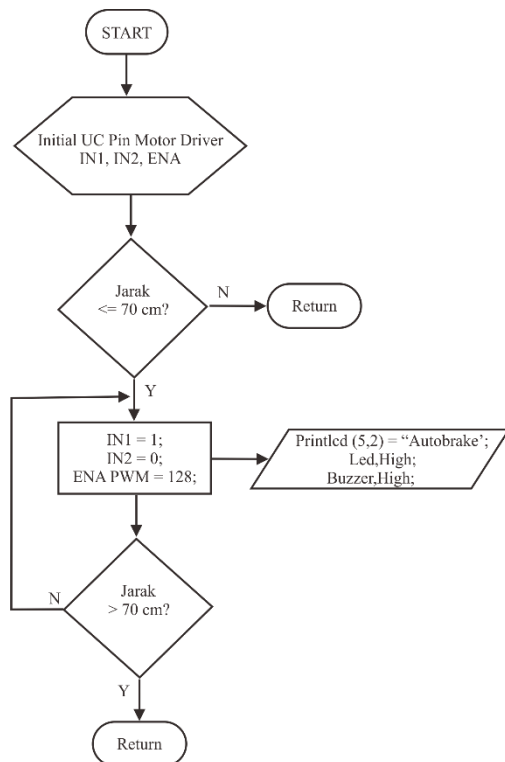 START
Initial UC Pin Motor Driver
IN1, IN2, ENA
Jarak
<= 70 cm?
N
Return
Y
IN1 = 1;
IN2 = 0;
ENA PWM = 128;
Printlcd (5,2) = “Autobrake’;
Led,High;
Buzzer,High;
Jarak
> 70 cm?
N
Y
Return